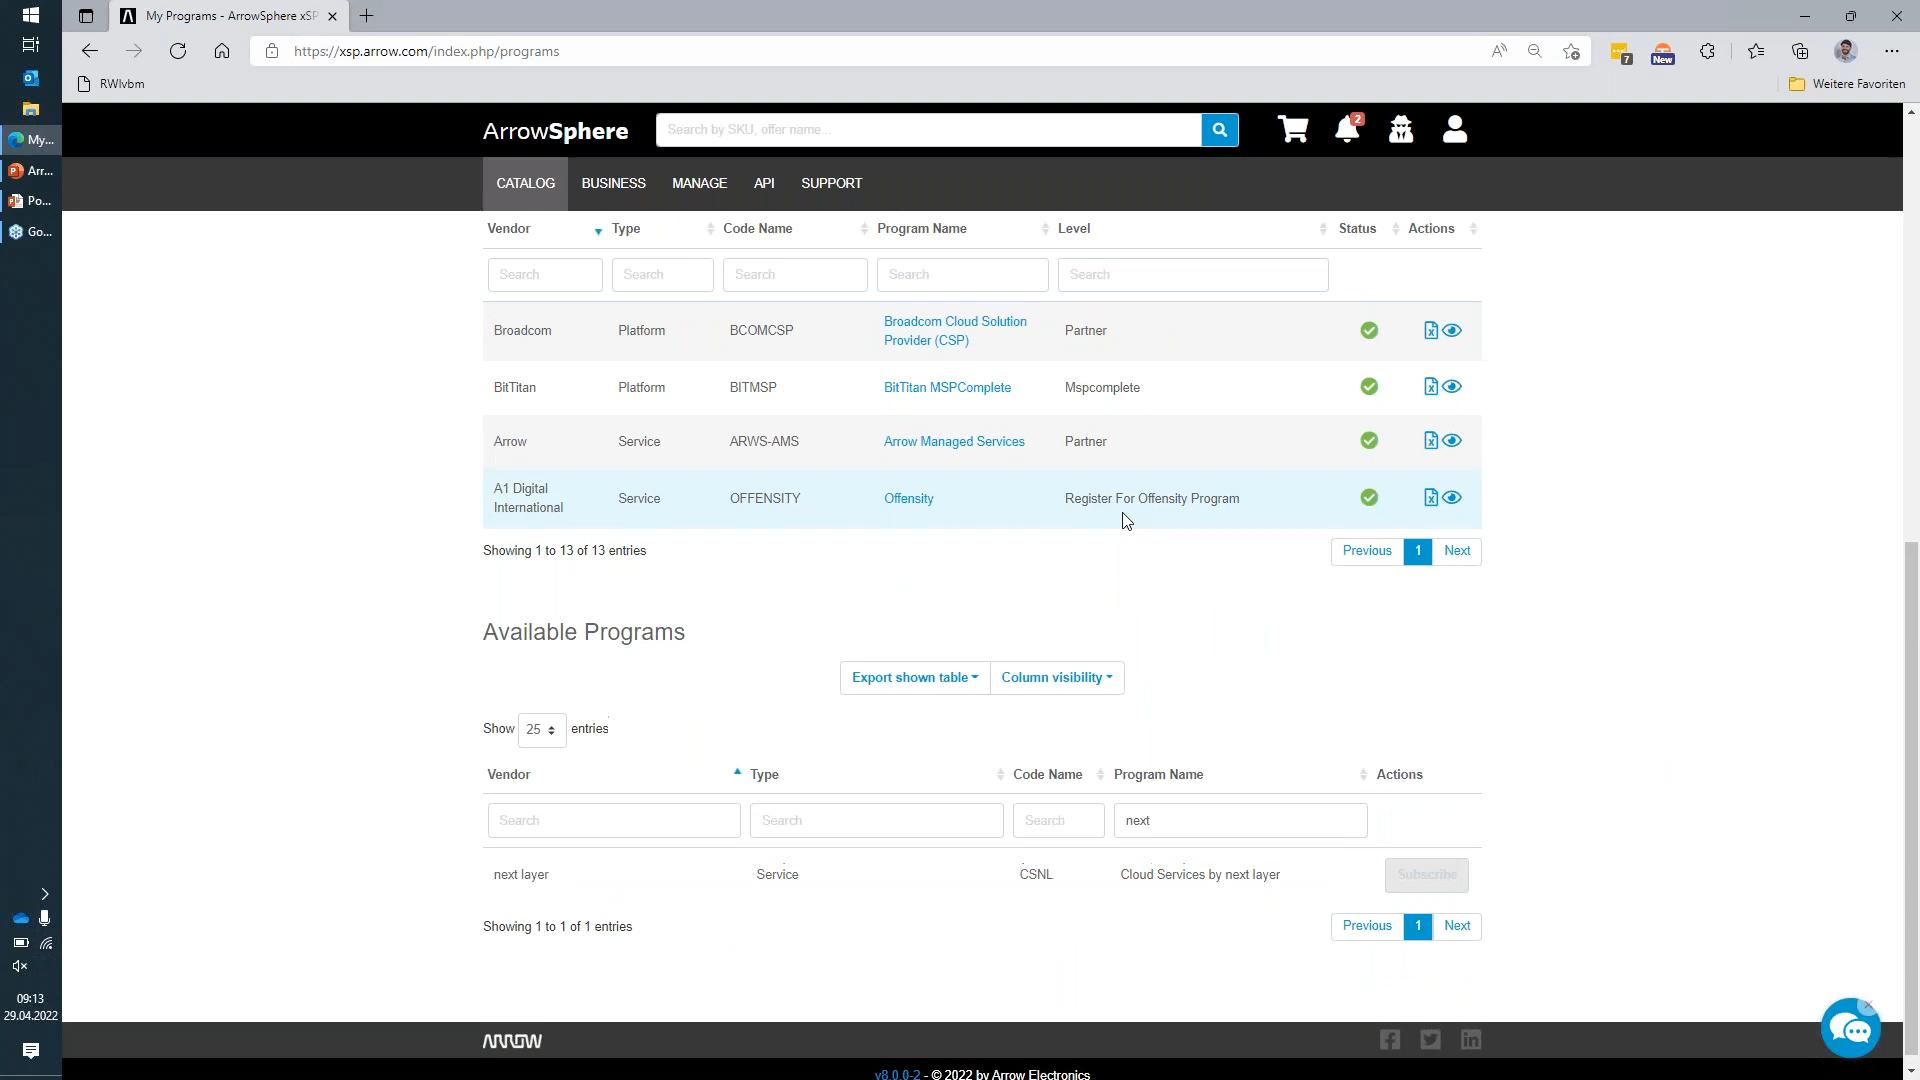 My Programs - ArrowSphere xSP
https://xsp.arrow.com/index.php/programs
7
New
RWlvbm
Weitere Favoriten
My...
Arr...
Po...
Go...
ArrowSphere
Search by SKU, offer name...
2
CATALOG BUSINESS MANAGE API SUPPORT
Vendor Type Code Name Program Name Level Status Actions
Search Search Search Search Search
Broadcom Platform BCOMCSP Broadcom Cloud Solution Provider (CSP) Partner
BitTitan Platform BITMSP BitTitan MSPComplete Mspcomplete
Arrow Service ARWS-AMS Arrow Managed Services Partner
A1 Digital International Service OFFENSITY Offensity Register For Offensity Program
Showing 1 to 13 of 13 entries
Previous 1 Next
Available Programs
Export shown table Column visibility
Show 25 entries
Vendor Type Code Name Program Name Actions
Search Search Search next
next layer Service CSNL Cloud Services by next layer Subscribe
Showing 1 to 1 of 1 entries
Previous 1 Next
09:13
29.04.2022
ARROW
v8.0.0-2 - © 2022 by Arrow Electronics